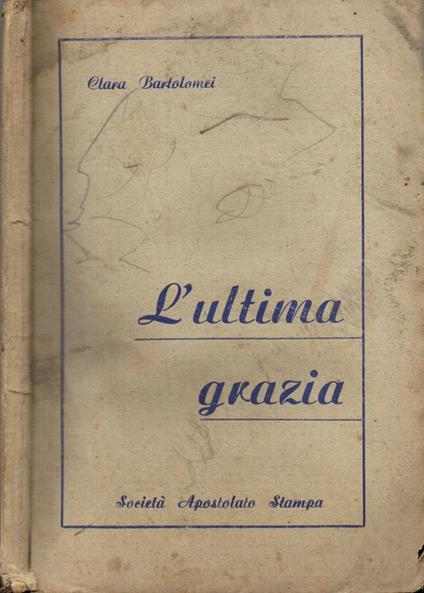 Clara Bartolomei
L'ultima
grazia
Società Apostolato Stampa